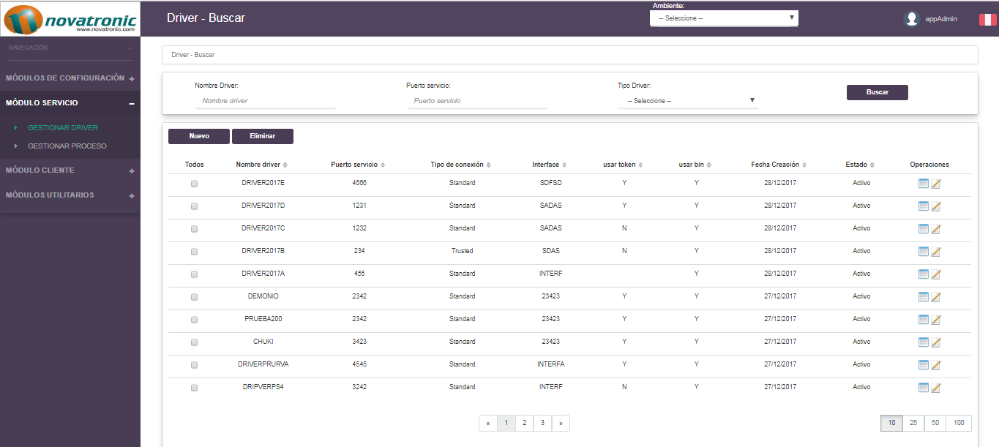 novatronic
www.novatronic.com
Driver - Buscar
Ambiente:
-- Seleccione --
appAdmin
NAVEGACIÓN
MÓDULOS DE CONFIGURACIÓN +
MÓDULO SERVICIO −
GESTIONAR DRIVER
GESTIONAR PROCESO
MÓDULO CLIENTE +
MÓDULOS UTILITARIOS +
Driver - Buscar
Nombre Driver: Puerto servicio: Tipo Driver:
Nombre driver Puerto servicio -- Seleccione -- Buscar
Nuevo Eliminar
Todos Nombre driver Puerto servicio Tipo de conexión Interface usar token usar bin Fecha Creación Estado Operaciones
DRIVER2017E 4566 Standard SDFSD Y Y 28/12/2017 Activo
DRIVER2017D 1231 Standard SADAS Y Y 28/12/2017 Activo
DRIVER2017C 1232 Standard SADAS N Y 28/12/2017 Activo
DRIVER2017B 234 Trusted SDAS N Y 28/12/2017 Activo
DRIVER2017A 455 Standard INTERF Y 28/12/2017 Activo
DEMONIO 2342 Standard 23423 Y Y 27/12/2017 Activo
PRUEBA200 2342 Standard 23423 Y Y 27/12/2017 Activo
CHUKI 3423 Standard 23423 Y Y 27/12/2017 Activo
DRIVERPRURVA 4545 Standard INTERFA Y Y 27/12/2017 Activo
DRIPVERPS4 3242 Standard INTERF N Y 27/12/2017 Activo
« 1 2 3 »
10 25 50 100